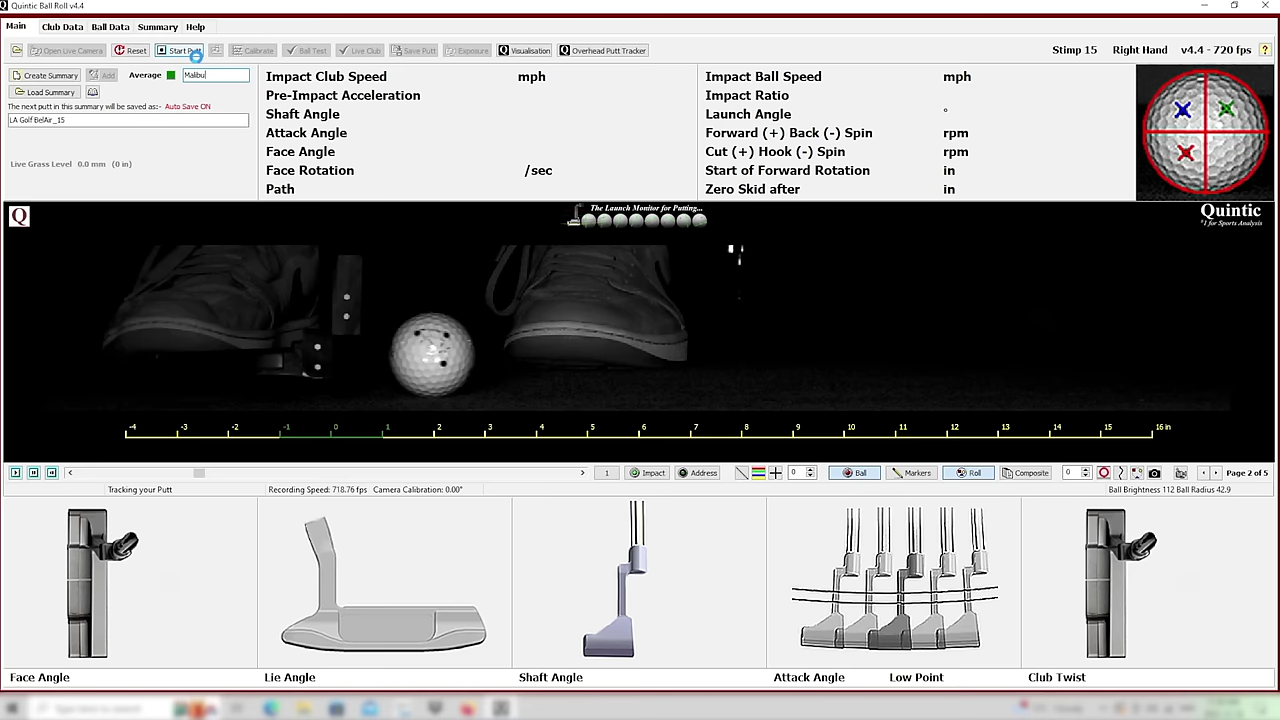 Quintic Ball Roll v4.4
Main Club Data Ball Data Summary Help
Open Live Camera Reset Start Putt Calibrate Ball Test Live Club Save Putt Exposure Q Visualisation Q Overhead Putt Tracker Stimp 15 Right Hand v4.4 - 720 fps ?
Create Summary Add Average Malibu
Load Summary
The next putt in this summary will be saved as:- Auto Save ON
LA Golf BelAir_15
Live Grass Level 0.0 mm (0 in)
Impact Club Speed mph
Pre-Impact Acceleration
Shaft Angle
Attack Angle
Face Angle
Face Rotation /sec
Path
Impact Ball Speed mph
Impact Ratio
Launch Angle °
Forward (+) Back (-) Spin rpm
Cut (+) Hook (-) Spin rpm
Start of Forward Rotation in
Zero Skid after in
Q
The Launch Monitor for Putting...
Quintic
#1 for Sports Analysis
-4 -3 -2 -1 0 1 2 3 4 5 6 7 8 9 10 11 12 13 14 15 16 in
1 Impact Address 0 Ball Markers Roll Composite 0 Page 2 of 5
Tracking your Putt Recording Speed: 718.76 fps Camera Calibration: 0.00° Ball Brightness 112 Ball Radius 42.9
Face Angle Lie Angle Shaft Angle Attack Angle Low Point Club Twist